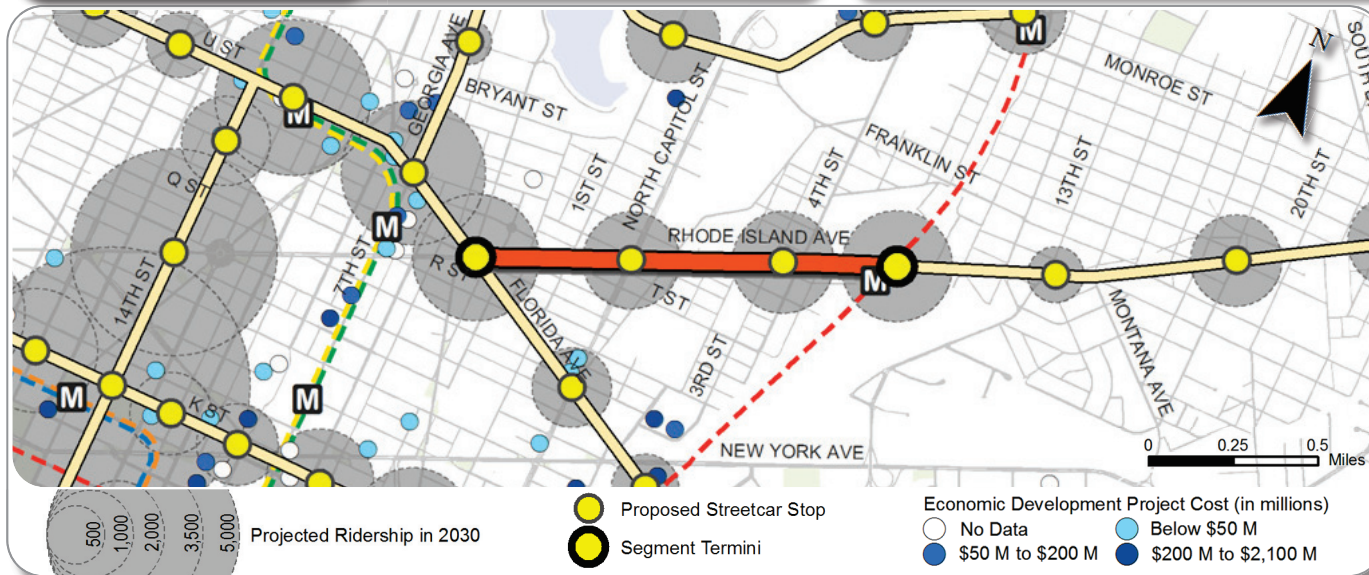 U ST
GEORGIA AVE
BRYANT ST
NORTH CAPITOL ST
1ST ST
4TH ST
FRANKLIN ST
MONROE ST
13TH ST
20TH ST
N
M
M
M
M
M
M
Q ST
14TH ST
7TH ST
R ST
RHODE ISLAND AVE
T ST
FLORIDA AVE
3RD ST
MONTANA AVE
K ST
NEW YORK AVE
0 0.25 0.5
Miles
500 1,000 2,000 3,500 5,000
Projected Ridership in 2030
Proposed Streetcar Stop
Segment Termini
Economic Development Project Cost (in millions)
No Data
Below $50 M
$50 M to $200 M
$200 M to $2,100 M